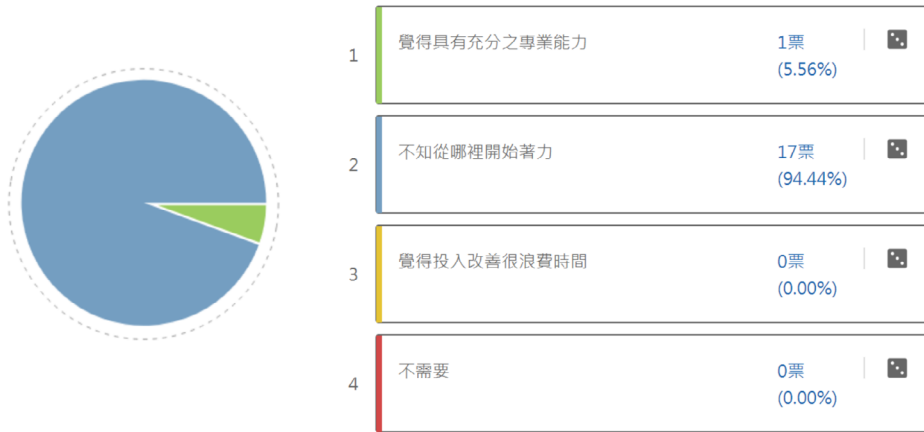 1
覺得具有充分之專業能力
1票
(5.56%)
2
不知從哪裡開始著力
17票
(94.44%)
3
覺得投入改善很浪費時間
0票
(0.00%)
4
不需要
0票
(0.00%)